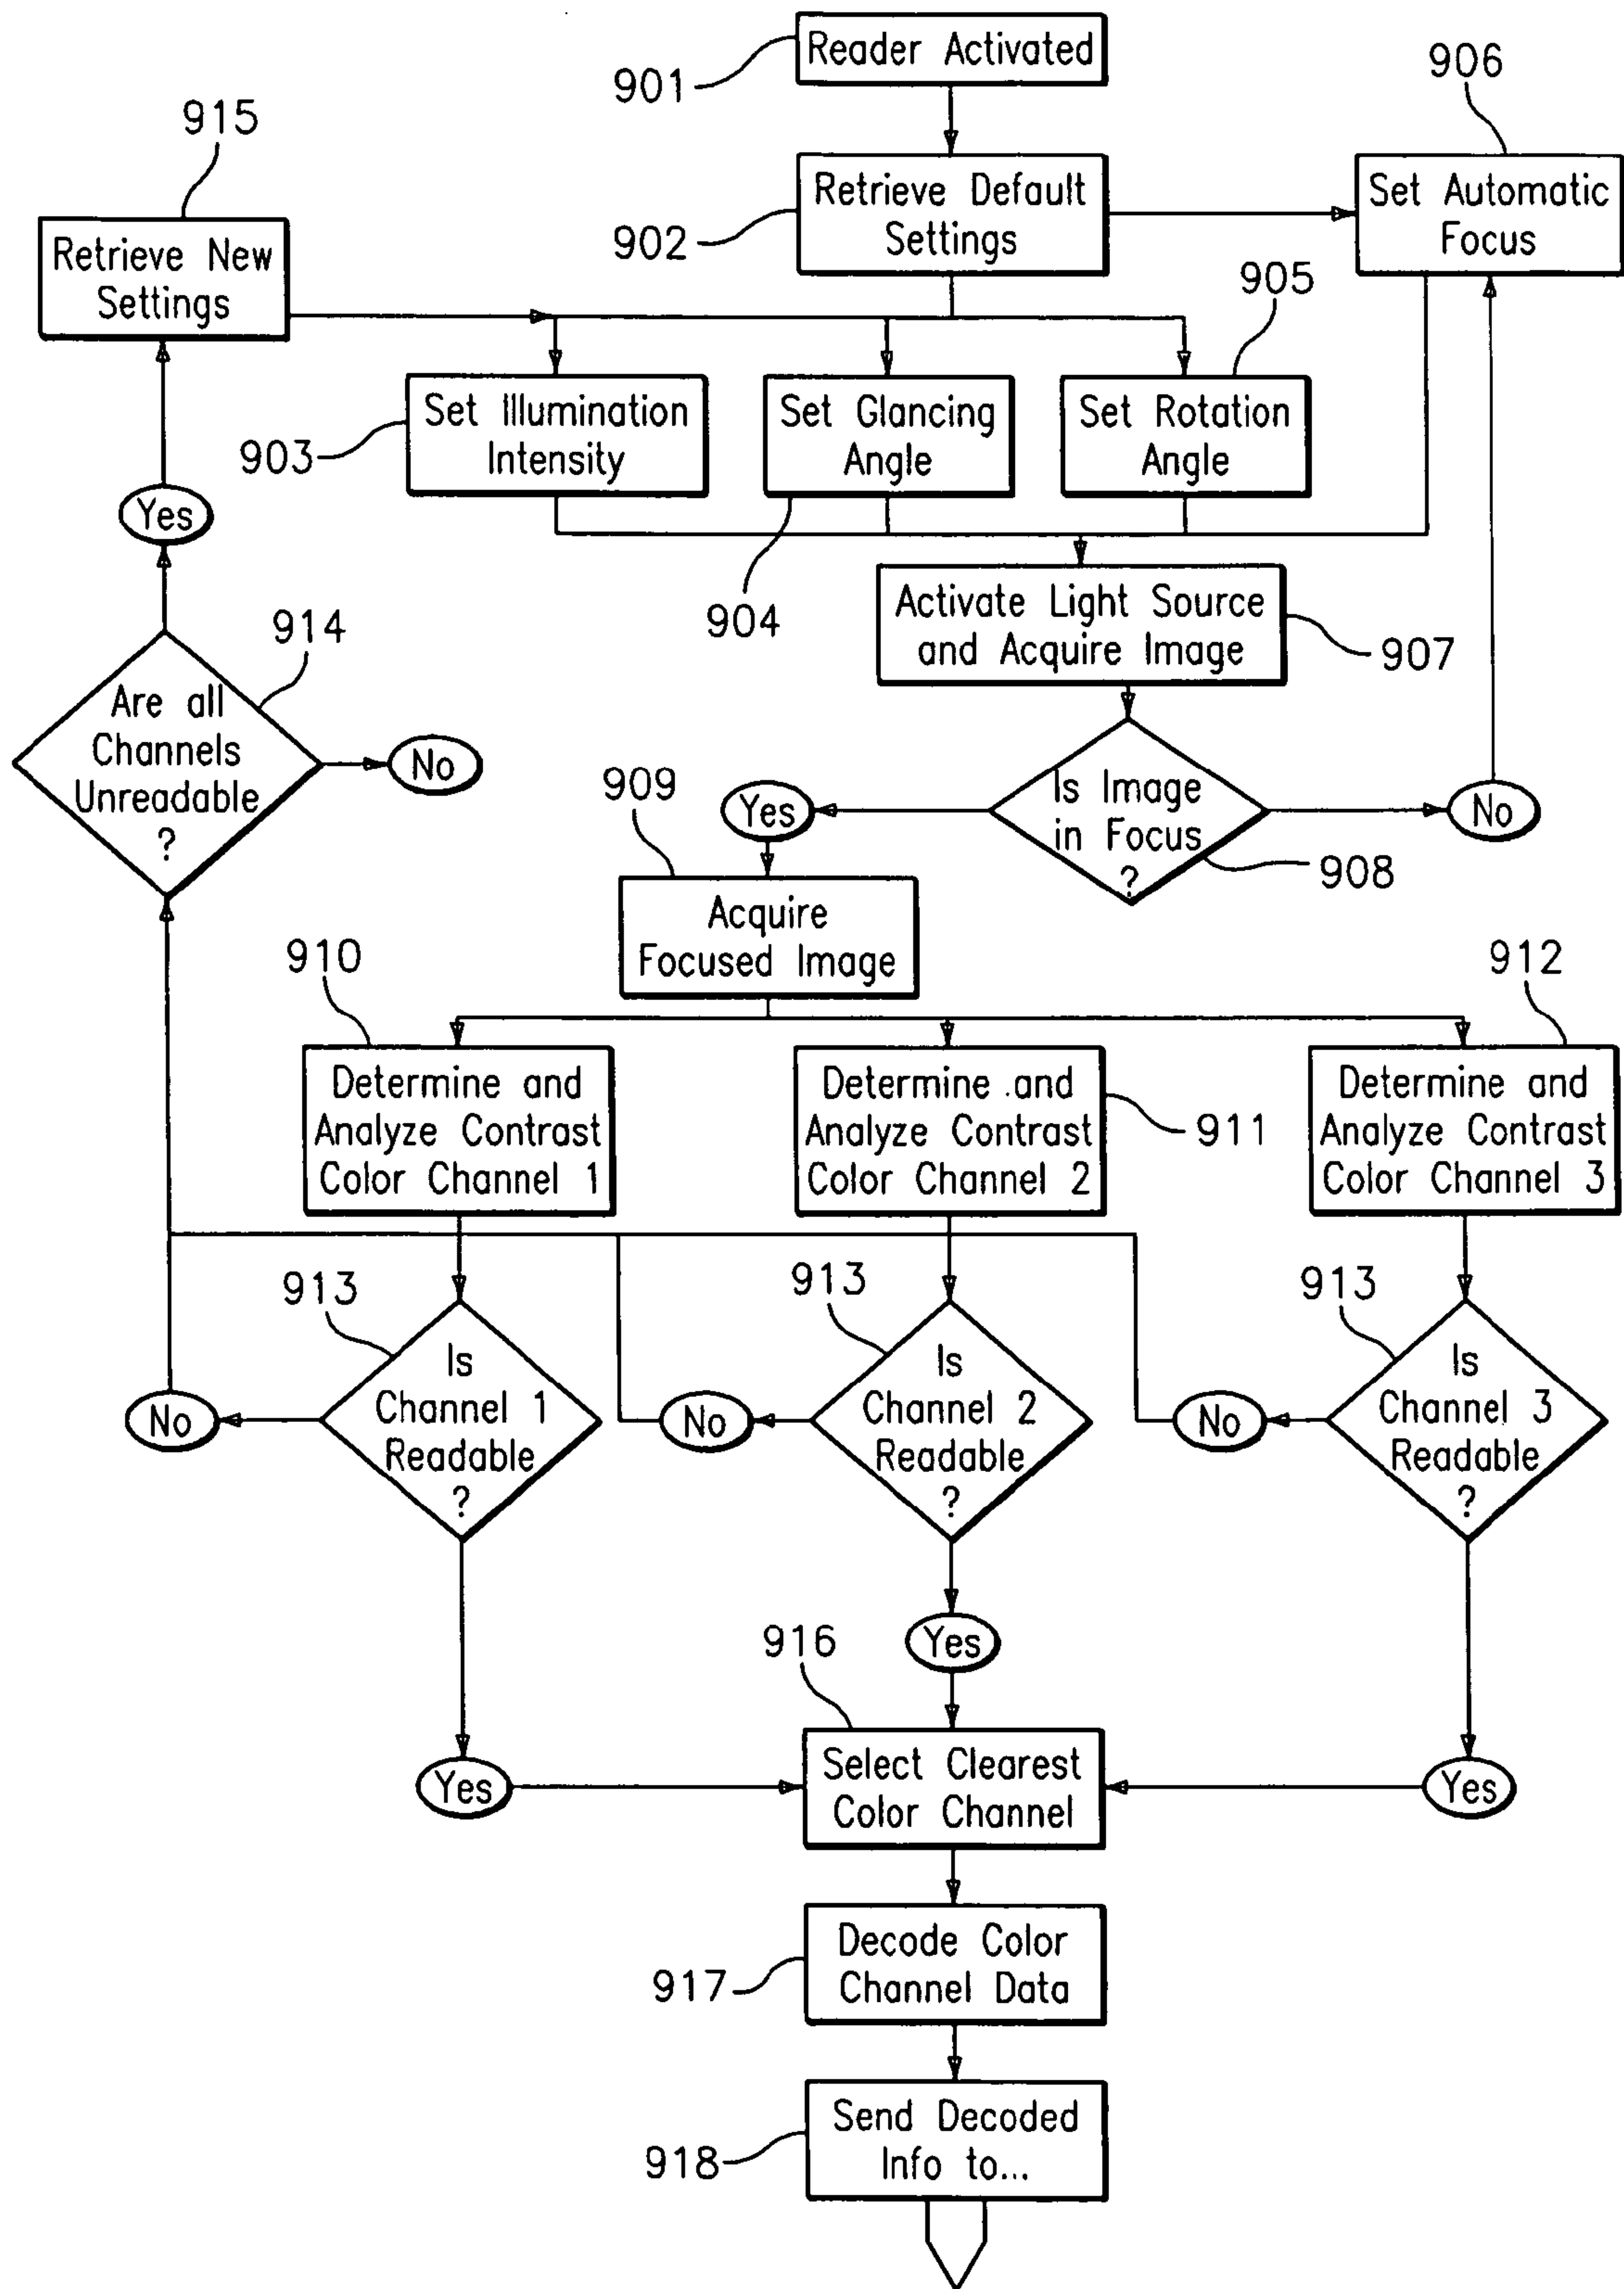 Reader Activated
901
906
915
Retrieve Default
Settings
902
Set Automatic
Focus
Retrieve New
Settings
905
Set Illumination
Intensity
903
Set Glancing
Angle
904
Set Rotation
Angle
Yes
Activate Light Source
and Acquire Image
907
914
Are all
Channels
Unreadable
?
No
909
Yes
Is Image
in Focus
?
908
No
Acquire
Focused Image
910
912
Determine and
Analyze Contrast
Color Channel 1
Determine and
Analyze Contrast
Color Channel 2
911
Determine and
Analyze Contrast
Color Channel 3
913
913
913
No
Is
Channel 1
Readable
?
No
Is
Channel 2
Readable
?
No
Is
Channel 3
Readable
?
916
Yes
Yes
Select Clearest
Color Channel
Yes
Decode Color
Channel Data
917
Send Decoded
Info to...
918